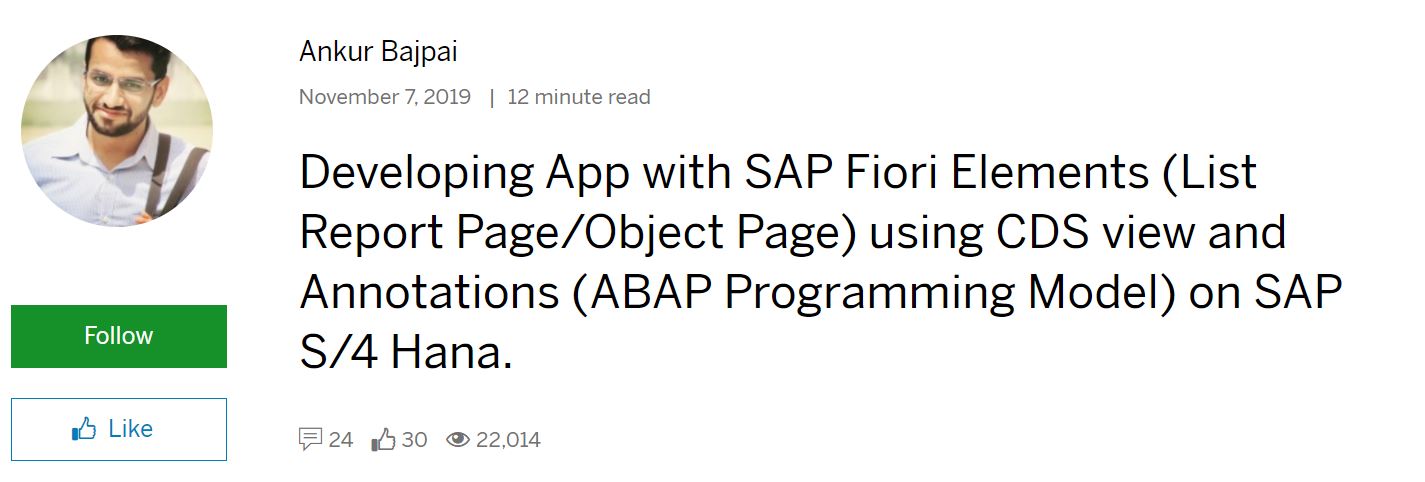 Ankur Bajpai
November 7, 2019 | 12 minute read
Developing App with SAP Fiori Elements (List
Report Page/Object Page) using CDS view and
Annotations (ABAP Programming Model) on SAP
S/4 Hana.
Follow
Like
24 30 22,014